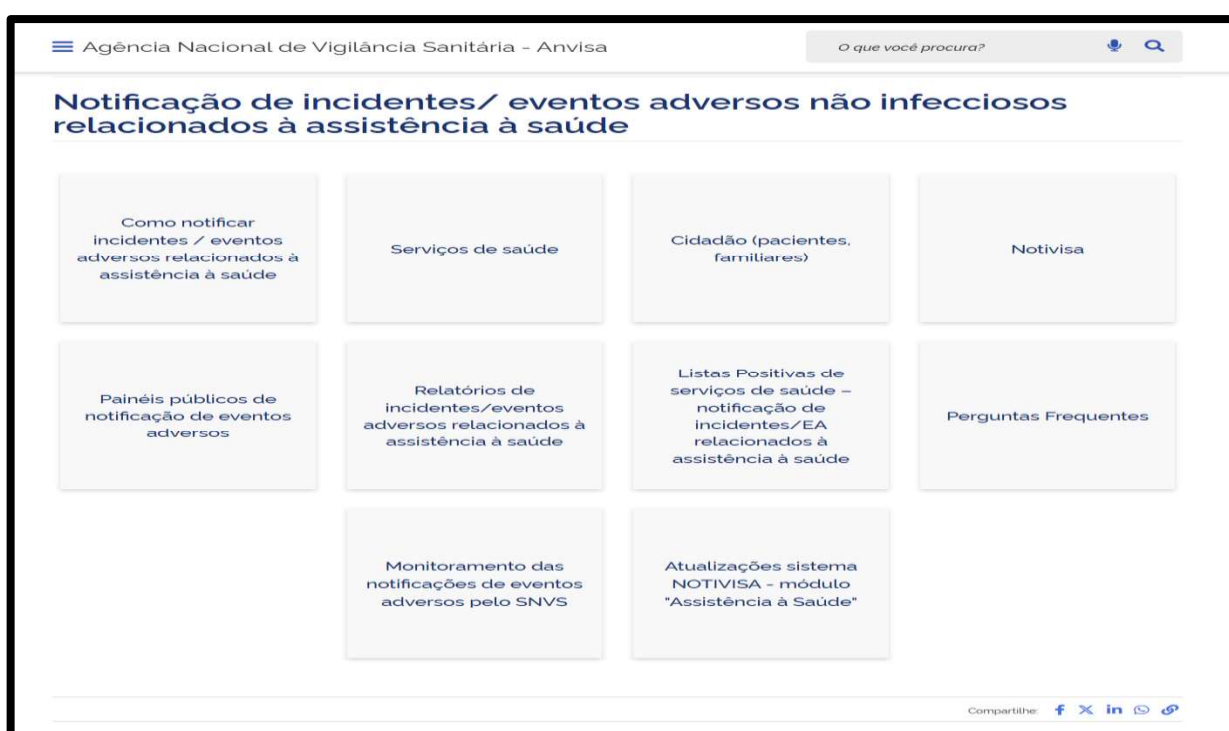 Agência Nacional de Vigilância Sanitária - Anvisa
O que você procura?
Notificação de incidentes/ eventos adversos não infecciosos
relacionados à assistência à saúde
Como notificar
incidentes / eventos
adversos relacionados à
assistência à saúde
Serviços de saúde
Cidadão (pacientes,
familiares)
Notivisa
Painéis públicos de
notificação de eventos
adversos
Relatórios de
incidentes/eventos
adversos relacionados à
assistência à saúde
Listas Positivas de
serviços de saúde –
notificação de
incidentes/EA
relacionados à
assistência à saúde
Perguntas Frequentes
Monitoramento das
notificações de eventos
adversos pelo SNVS
Atualizações sistema
NOTIVISA - módulo
"Assistência à Saúde"
Compartilhe: